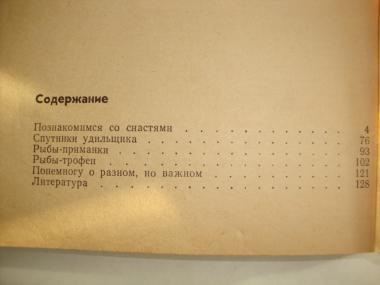 Содержание
Познакомимся со снастями . . . . . . . . . . . . 4
Спутники удильщика . . . . . . . . . . . . . . 76
Рыбы-приманки . . . . . . . . . . . . . . . . 93
Рыбы-трофеи . . . . . . . . . . . . . . . . . 102
Понемногу о разном, но важном . . . . . . . . . 121
Литература . . . . . . . . . . . . . . . . . . 128